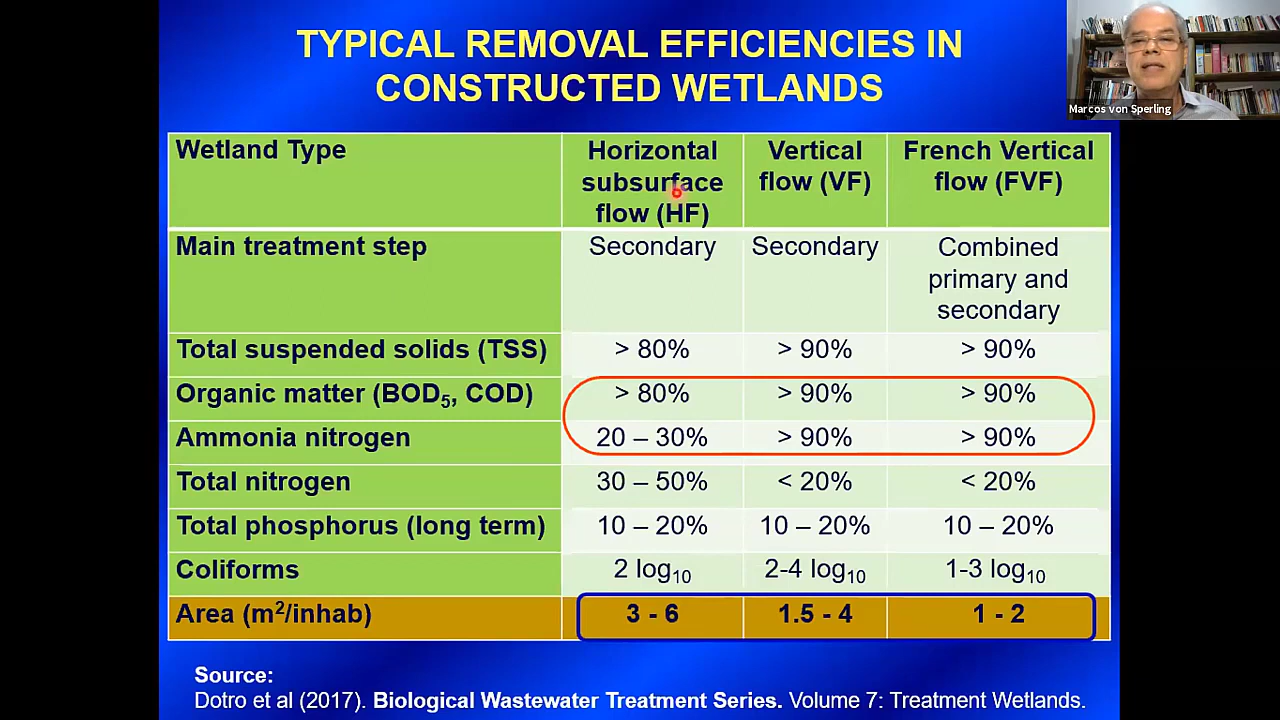 TYPICAL REMOVAL EFFICIENCIES IN
CONSTRUCTED WETLANDS
Marcos von Sperling
Wetland Type
Horizontal
subsurface
flow (HF)
Vertical
flow (VF)
French Vertical
flow (FVF)
Main treatment step
Secondary
Secondary
Combined
primary and
secondary
Total suspended solids (TSS)
> 80%
> 90%
> 90%
Organic matter (BOD₅, COD)
> 80%
> 90%
> 90%
Ammonia nitrogen
20 – 30%
> 90%
> 90%
Total nitrogen
30 – 50%
< 20%
< 20%
Total phosphorus (long term)
10 – 20%
10 – 20%
10 – 20%
Coliforms
2 log₁₀
2-4 log₁₀
1-3 log₁₀
Area (m²/inhab)
3 - 6
1.5 - 4
1 - 2
Source:
Dotro et al (2017). Biological Wastewater Treatment Series. Volume 7: Treatment Wetlands.